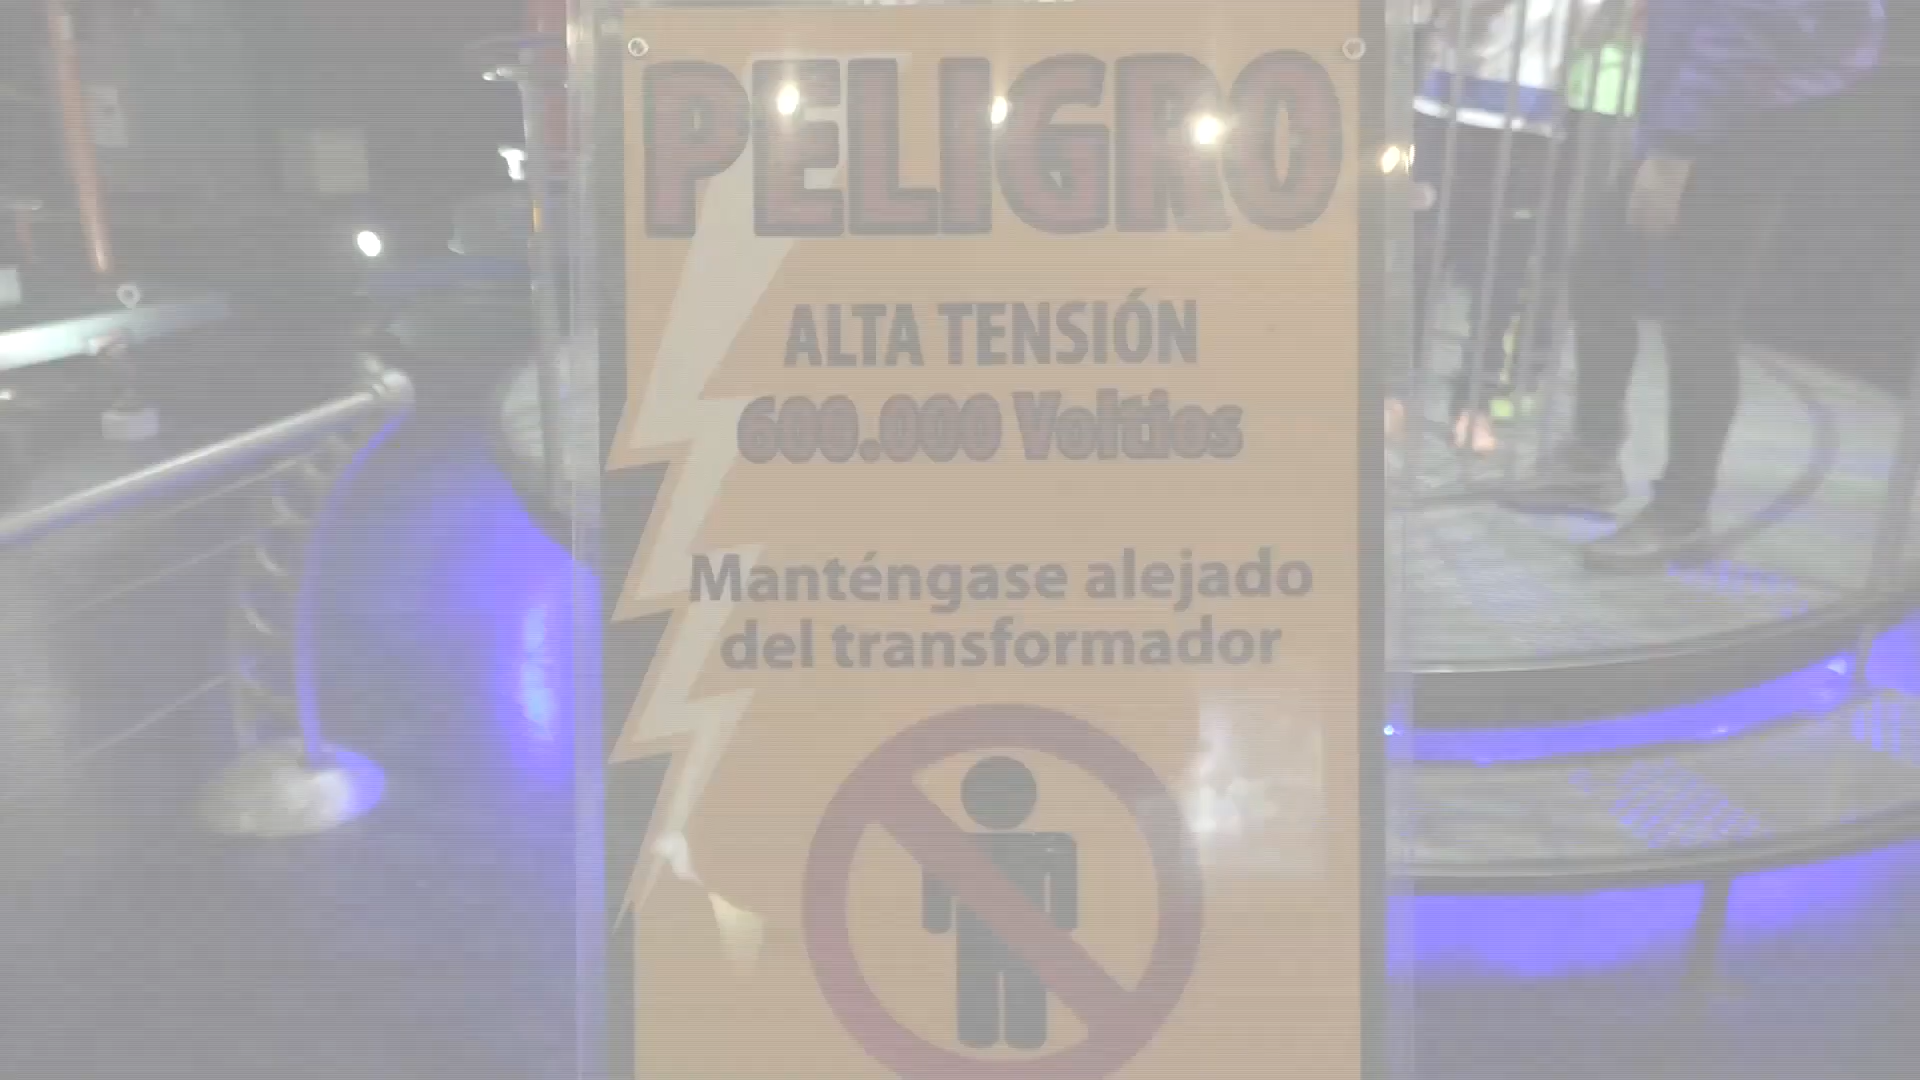 PELIGRO
ALTA TENSIÓN
600.000 Voltios
Manténgase alejado
del transformador